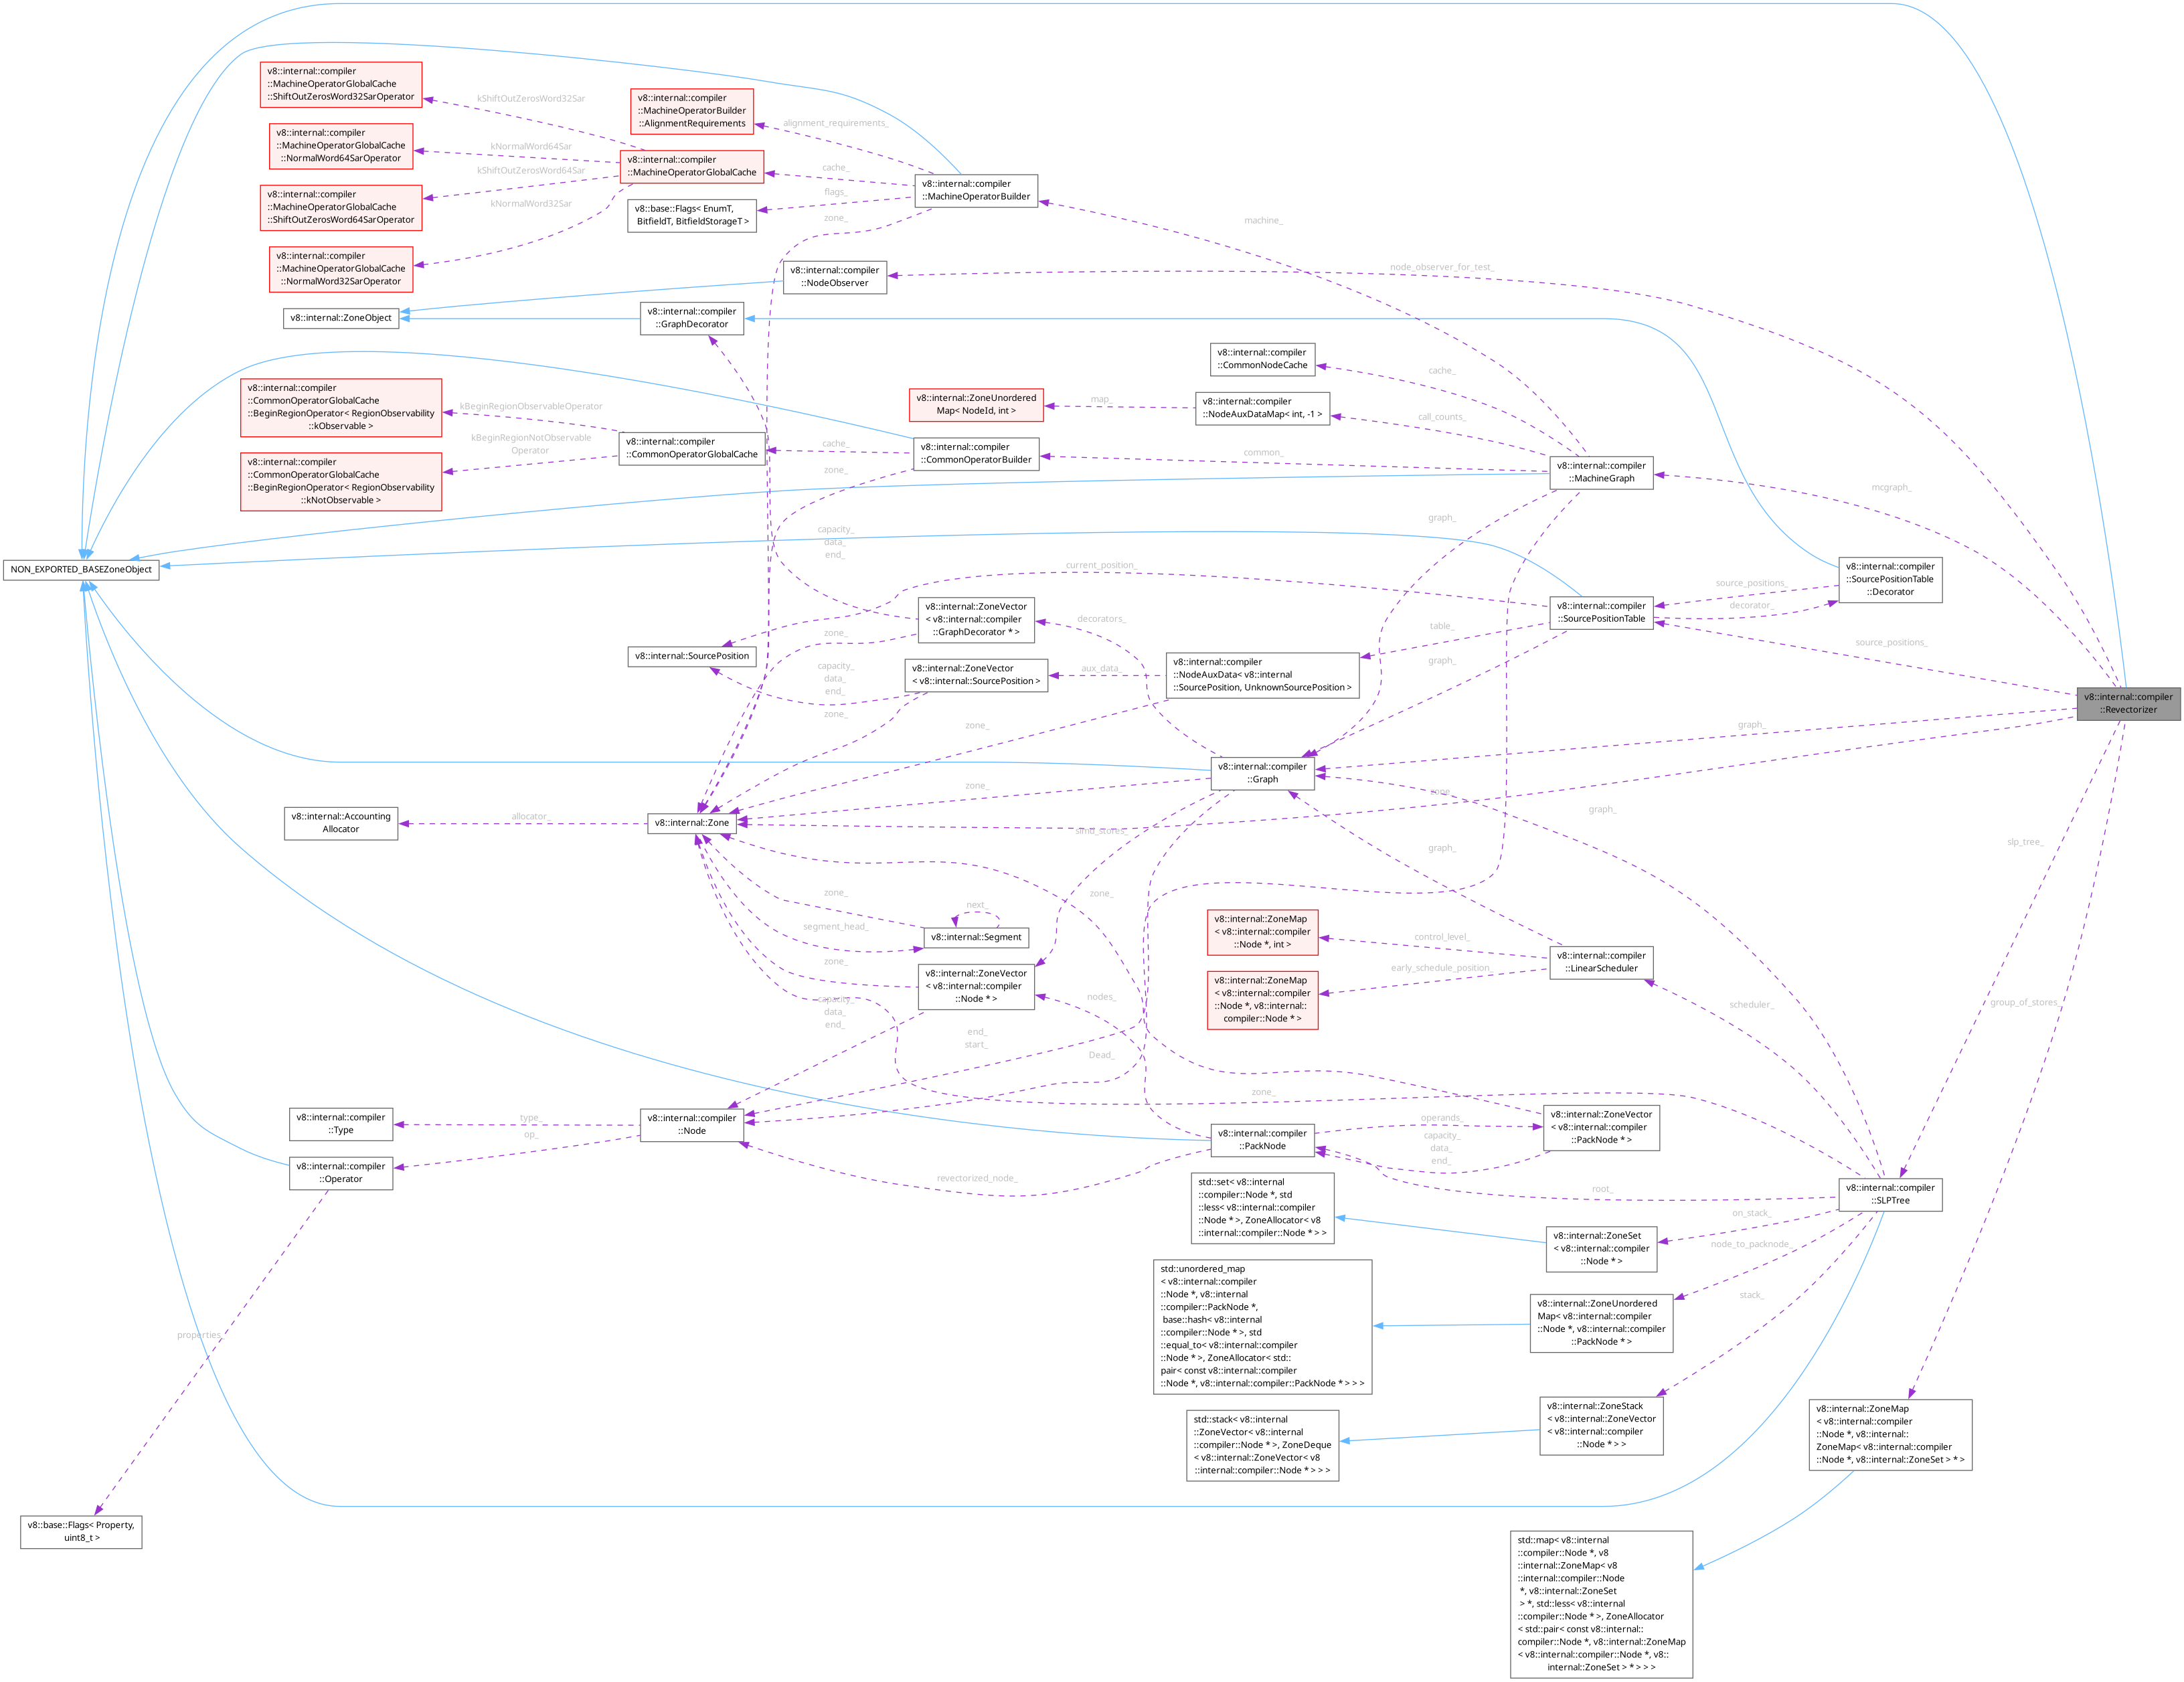 v8::internal::compiler
::MachineOperatorGlobalCache
::ShiftOutZerosWord32SarOperator
kShiftOutZerosWord32Sar
v8::internal::compiler
::MachineOperatorBuilder
::AlignmentRequirements
alignment_requirements_
v8::internal::compiler
::MachineOperatorGlobalCache
::NormalWord64SarOperator
kNormalWord64Sar
kShiftOutZerosWord64Sar
v8::internal::compiler
::MachineOperatorGlobalCache
cache_
v8::internal::compiler
::MachineOperatorBuilder
v8::internal::compiler
::MachineOperatorGlobalCache
::ShiftOutZerosWord64SarOperator
kNormalWord32Sar
v8::base::Flags< EnumT,
BitfieldT, BitfieldStorageT >
flags_
zone_
machine_
v8::internal::compiler
::MachineOperatorGlobalCache
::NormalWord32SarOperator
v8::internal::compiler
::NodeObserver
node_observer_for_test_
v8::internal::ZoneObject
v8::internal::compiler
::GraphDecorator
v8::internal::compiler
::CommonNodeCache
cache_
v8::internal::compiler
::CommonOperatorGlobalCache
::BeginRegionOperator< RegionObservability
::kObservable >
kBeginRegionObservableOperator
v8::internal::ZoneUnordered
Map< NodeId, int >
map_
v8::internal::compiler
::NodeAuxDataMap< int, -1 >
call_counts_
v8::internal::compiler
::CommonOperatorGlobalCache
::BeginRegionOperator< RegionObservability
::kNotObservable >
kBeginRegionNotObservable
Operator
v8::internal::compiler
::CommonOperatorGlobalCache
cache_
zone_
v8::internal::compiler
::CommonOperatorBuilder
common_
v8::internal::compiler
::MachineGraph
mcgraph_
capacity_
data_
end_
graph_
NON_EXPORTED_BASEZoneObject
current_position_
source_positions_
decorator_
v8::internal::compiler
::SourcePositionTable
::Decorator
v8::internal::ZoneVector
< v8::internal::compiler
::GraphDecorator * >
decorators_
v8::internal::compiler
::SourcePositionTable
table_
source_positions_
zone_
v8::internal::SourcePosition
capacity_
data_
end_
v8::internal::ZoneVector
< v8::internal::SourcePosition >
aux_data_
v8::internal::compiler
::NodeAuxData< v8::internal
::SourcePosition, UnknownSourcePosition >
graph_
zone_
zone_
v8::internal::compiler
::Revectorizer
graph_
v8::internal::compiler
::Graph
zone_
zone_
v8::internal::Accounting
Allocator
allocator_
v8::internal::Zone
simd_stores_
graph_
graph_
slp_tree_
zone_
segment_head_
next_
v8::internal::Segment
zone_
v8::internal::ZoneMap
< v8::internal::compiler
::Node *, int >
control_level_
v8::internal::compiler
::LinearScheduler
zone_
v8::internal::ZoneVector
< v8::internal::compiler
::Node * >
early_schedule_position_
v8::internal::ZoneMap
< v8::internal::compiler
::Node *, v8::internal::
compiler::Node * >
capacity_
data_
end_
nodes_
scheduler_
group_of_stores_
end_
start_
Dead_
zone_
v8::internal::compiler
::Type
type_
op_
v8::internal::compiler
::Node
v8::internal::compiler
::PackNode
operands_
capacity_
data_
end_
v8::internal::ZoneVector
< v8::internal::compiler
::PackNode * >
v8::internal::compiler
::Operator
revectorized_node_
root_
v8::internal::compiler
::SLPTree
std::set< v8::internal
::compiler::Node *, std
::less< v8::internal::compiler
::Node * >, ZoneAllocator< v8
::internal::compiler::Node * > >
on_stack_
v8::internal::ZoneSet
< v8::internal::compiler
::Node * >
node_to_packnode_
std::unordered_map
< v8::internal::compiler
::Node *, v8::internal
::compiler::PackNode *,
base::hash< v8::internal
::compiler::Node * >, std
::equal_to< v8::internal::compiler
::Node * >, ZoneAllocator< std::
pair< const v8::internal::compiler
::Node *, v8::internal::compiler::PackNode * > > >
v8::internal::ZoneUnordered
Map< v8::internal::compiler
::Node *, v8::internal::compiler
::PackNode * >
stack_
properties_
std::stack< v8::internal
::ZoneVector< v8::internal
::compiler::Node * >, ZoneDeque
< v8::internal::ZoneVector< v8
::internal::compiler::Node * > > >
v8::internal::ZoneStack
< v8::internal::ZoneVector
< v8::internal::compiler
::Node * > >
v8::internal::ZoneMap
< v8::internal::compiler
::Node *, v8::internal::
ZoneMap< v8::internal::compiler
::Node *, v8::internal::ZoneSet > * >
v8::base::Flags< Property,
uint8_t >
std::map< v8::internal
::compiler::Node *, v8
::internal::ZoneMap< v8
::internal::compiler::Node
*, v8::internal::ZoneSet
> *, std::less< v8::internal
::compiler::Node * >, ZoneAllocator
< std::pair< const v8::internal::
compiler::Node *, v8::internal::ZoneMap
< v8::internal::compiler::Node *, v8::
internal::ZoneSet > * > > >